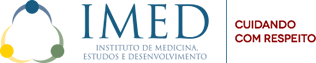 IMED
INSTITUTO DE MEDICINA,
ESTUDOS E DESENVOLVIMENTO
CUIDANDO
COM RESPEITO